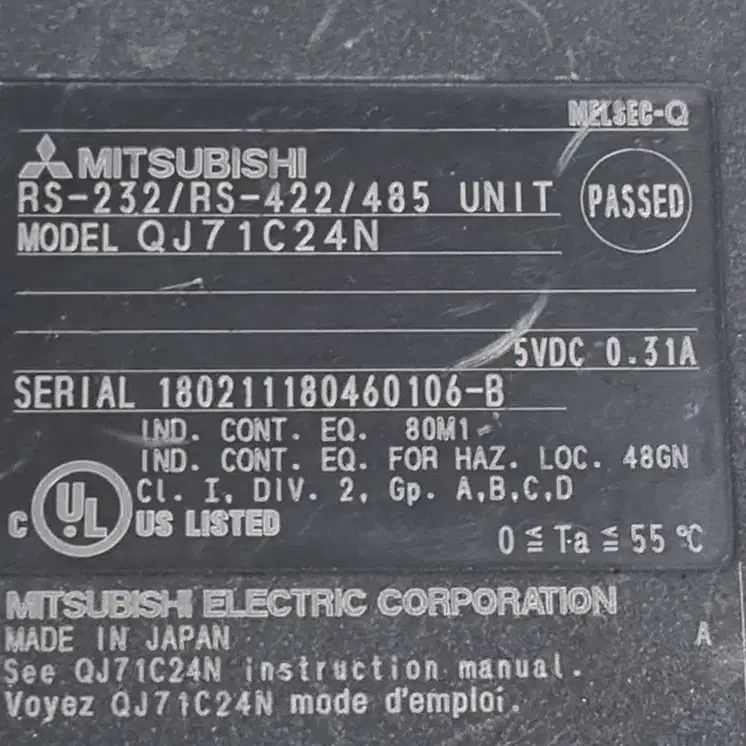 MELSEC-Q
MITSUBISHI
RS-232/RS-422/485 UNIT
PASSED
MODEL QJ71C24N
5VDC 0.31A
SERIAL 180211180460106-B
IND. CONT. EQ. 80M1
IND. CONT. EQ. FOR HAZ. LOC. 48GN
Cl. I, DIV. 2, Gp. A,B,C,D
C UL US LISTED
0 ≦ Ta ≦ 55 ℃
MITSUBISHI ELECTRIC CORPORATION
MADE IN JAPAN
A
See QJ71C24N instruction manual.
Voyez QJ71C24N mode d'emploi.